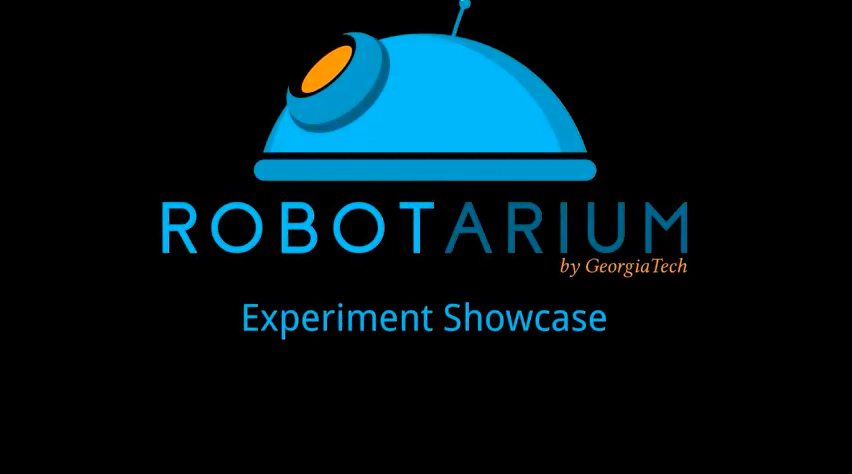 ROBOTARIUM
by GeorgiaTech
Experiment Showcase